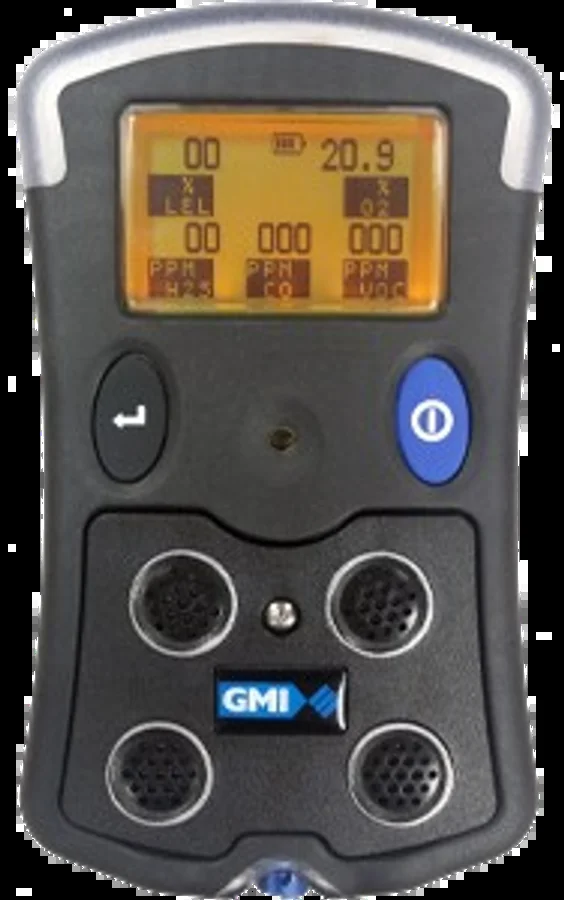 00 20.9
% %
LEL O2
00 000 000
PPM PPM PPM
H2S CO VOC
GMI